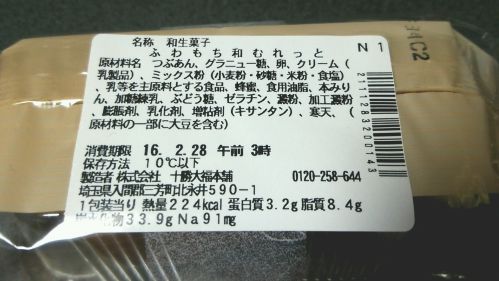 名称 和生菓子
ふわもち和むれっと N1
原材料名 つぶあん、グラニュー糖、卵、クリーム(
乳製品)、ミックス粉(小麦粉・砂糖・米粉・食塩)
、乳等を主原料とする食品、蜂蜜、食用油脂、本みり
ん、加糖練乳、ぶどう糖、ゼラチン、澱粉、加工澱粉
、膨脹剤、乳化剤、増粘剤(キサンタン)、寒天、(
原材料の一部に大豆を含む)
消費期限 16. 2.28 午前 3時
保存方法 10℃以下
製造者 株式会社 十勝大福本舗 0120-258-644
埼玉県入間郡三芳町北永井590-1
1包装当り 熱量224kcal 蛋白質3.2g 脂質8.4g
炭水化物33.9g Na91mg
2111283200143